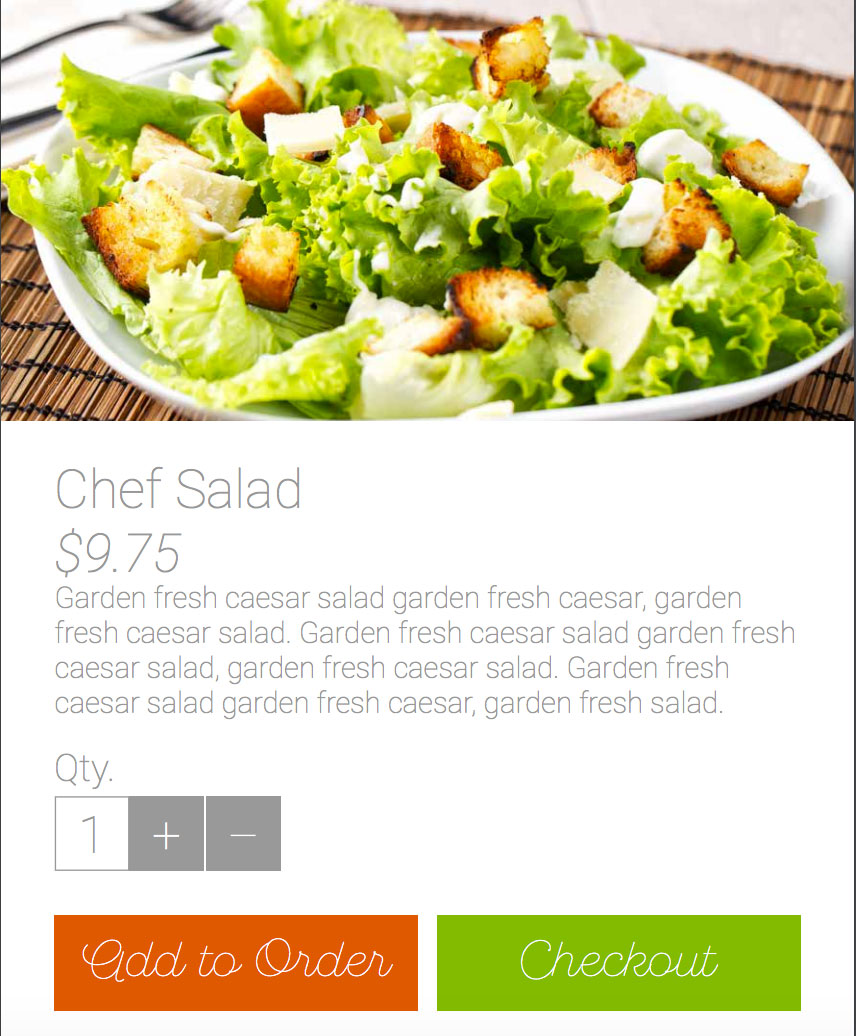 Chef Salad
$9.75
Garden fresh caesar salad garden fresh caesar, garden
fresh caesar salad. Garden fresh caesar salad garden fresh
caesar salad, garden fresh caesar salad. Garden fresh
caesar salad garden fresh caesar, garden fresh salad.
Qty.
1 + −
Add to Order Checkout